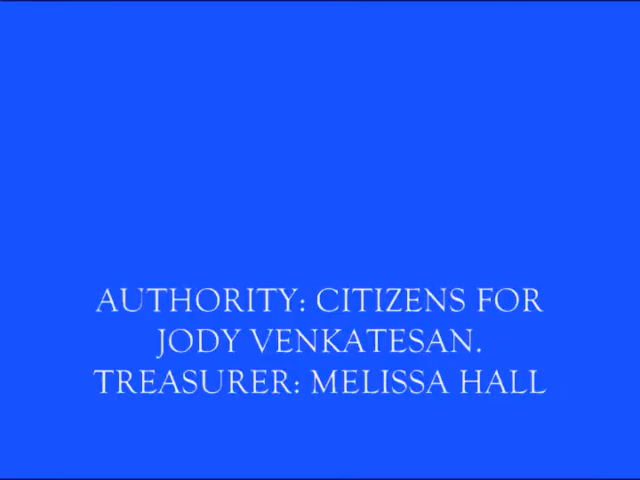 AUTHORITY: CITIZENS FOR
JODY VENKATESAN.
TREASURER: MELISSA HALL